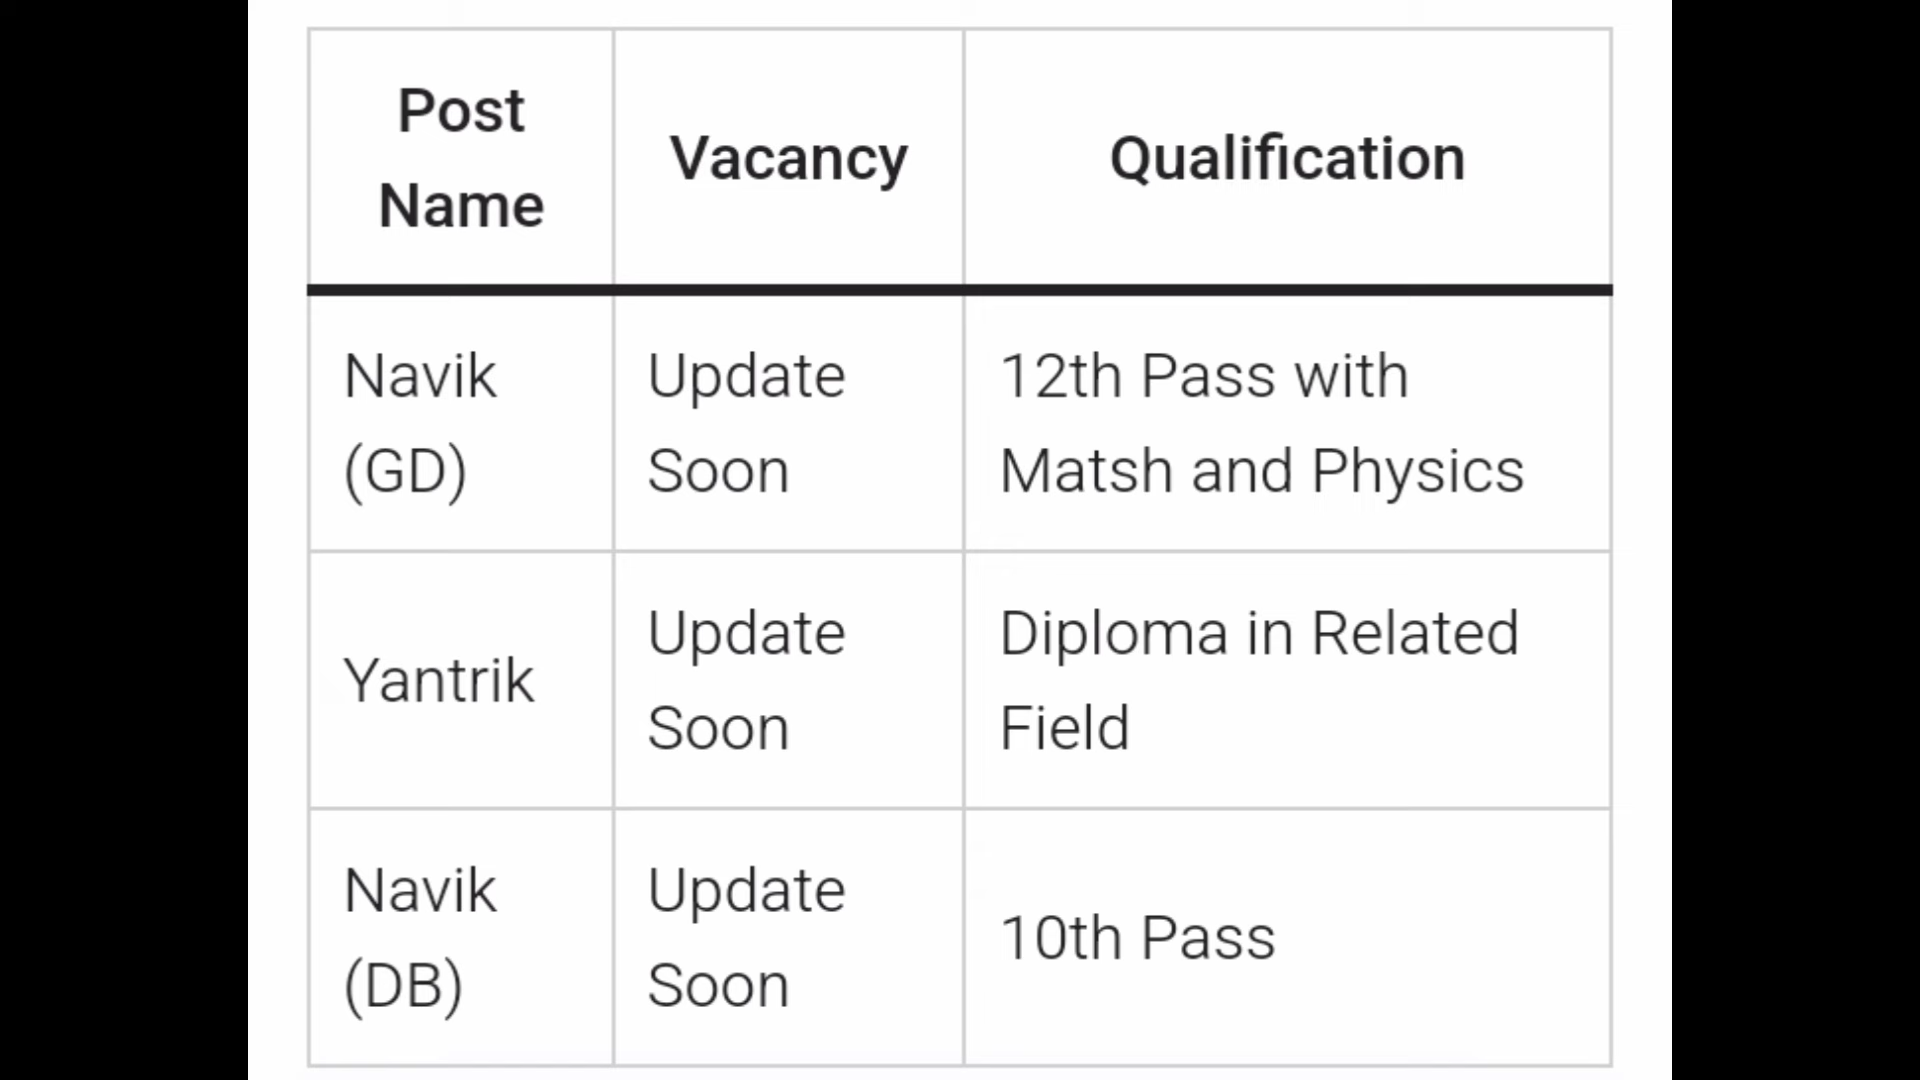 Post
Name
Vacancy
Qualification
Navik
(GD)
Update
Soon
12th Pass with
Matsh and Physics
Yantrik
Update
Soon
Diploma in Related
Field
Navik
(DB)
Update
Soon
10th Pass